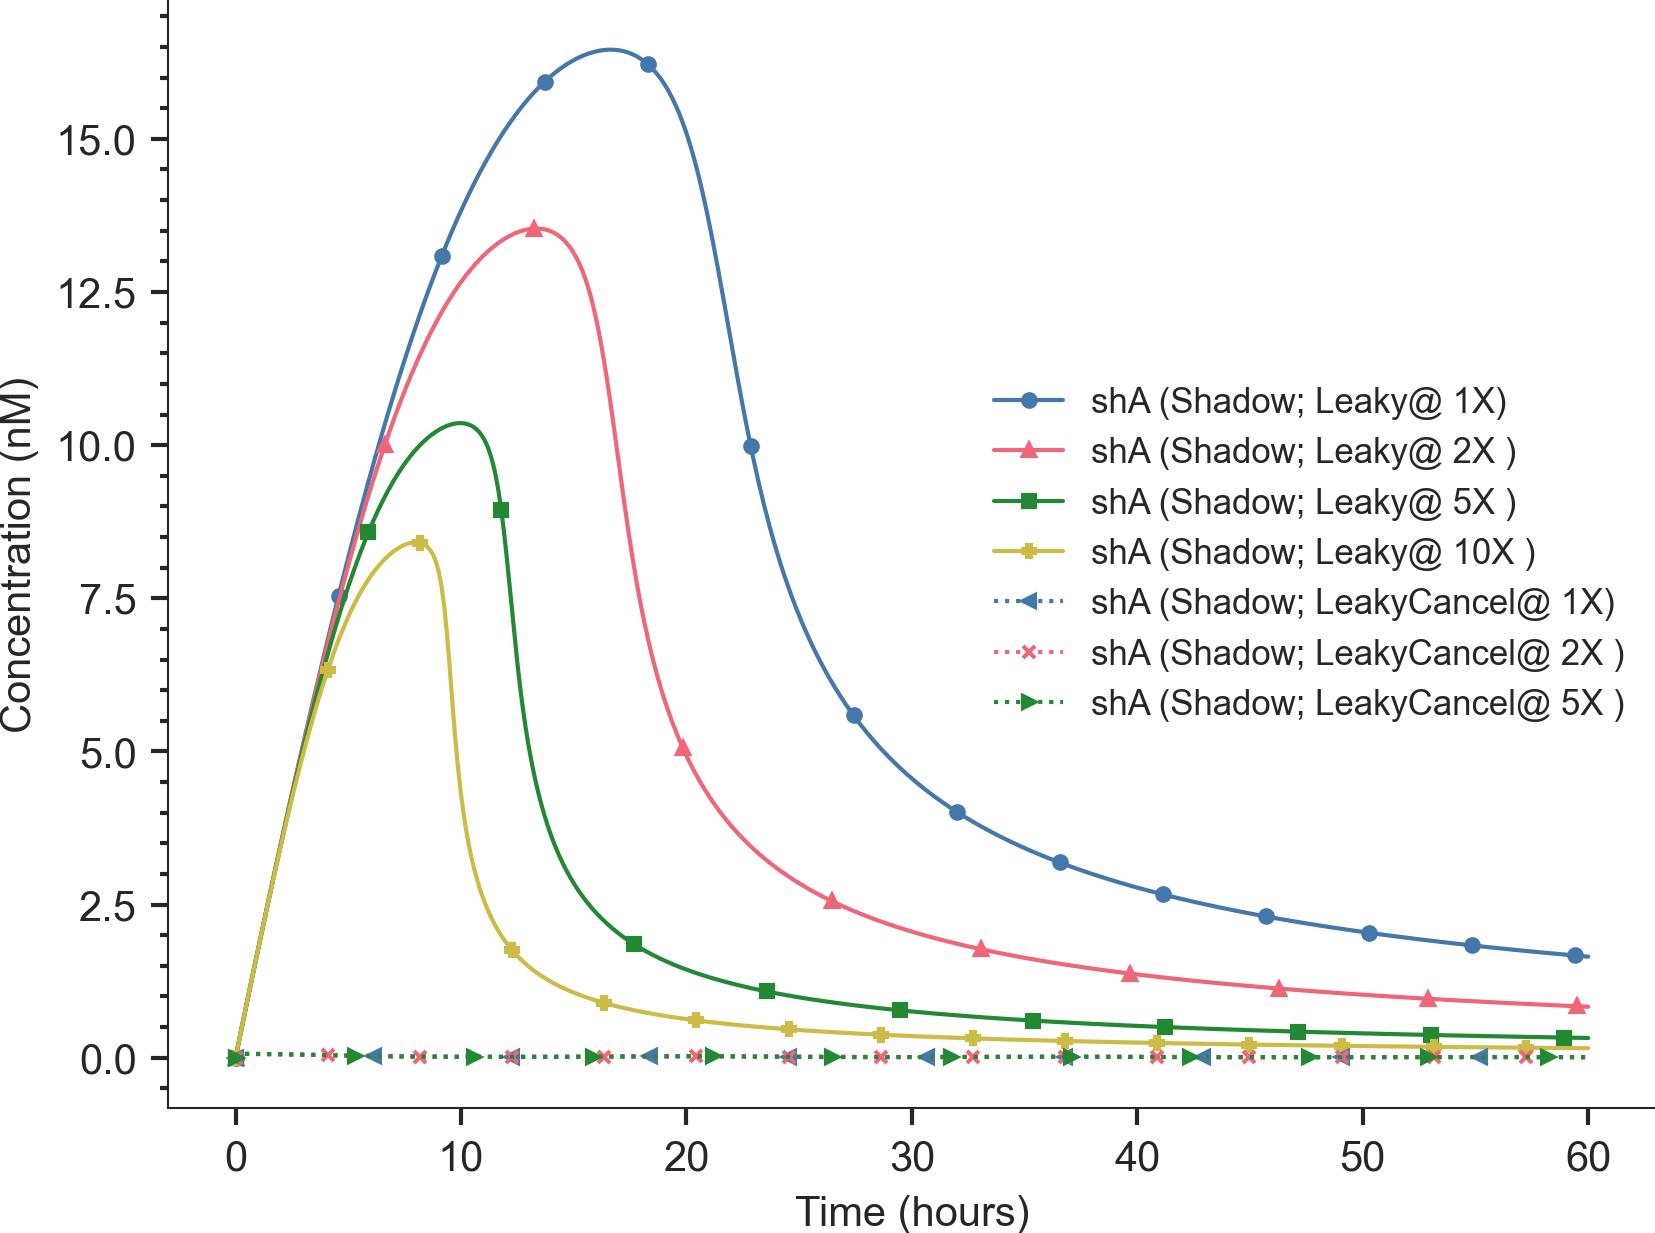 Concentration (nM)
15.0
12.5
10.0
7.5
5.0
2.5
0.0
shA (Shadow; Leaky@ 1X)
shA (Shadow; Leaky@ 2X )
shA (Shadow; Leaky@ 5X )
shA (Shadow; Leaky@ 10X )
shA (Shadow; LeakyCancel@ 1X)
shA (Shadow; LeakyCancel@ 2X )
shA (Shadow; LeakyCancel@ 5X )
0 10 20 30 40 50 60
Time (hours)